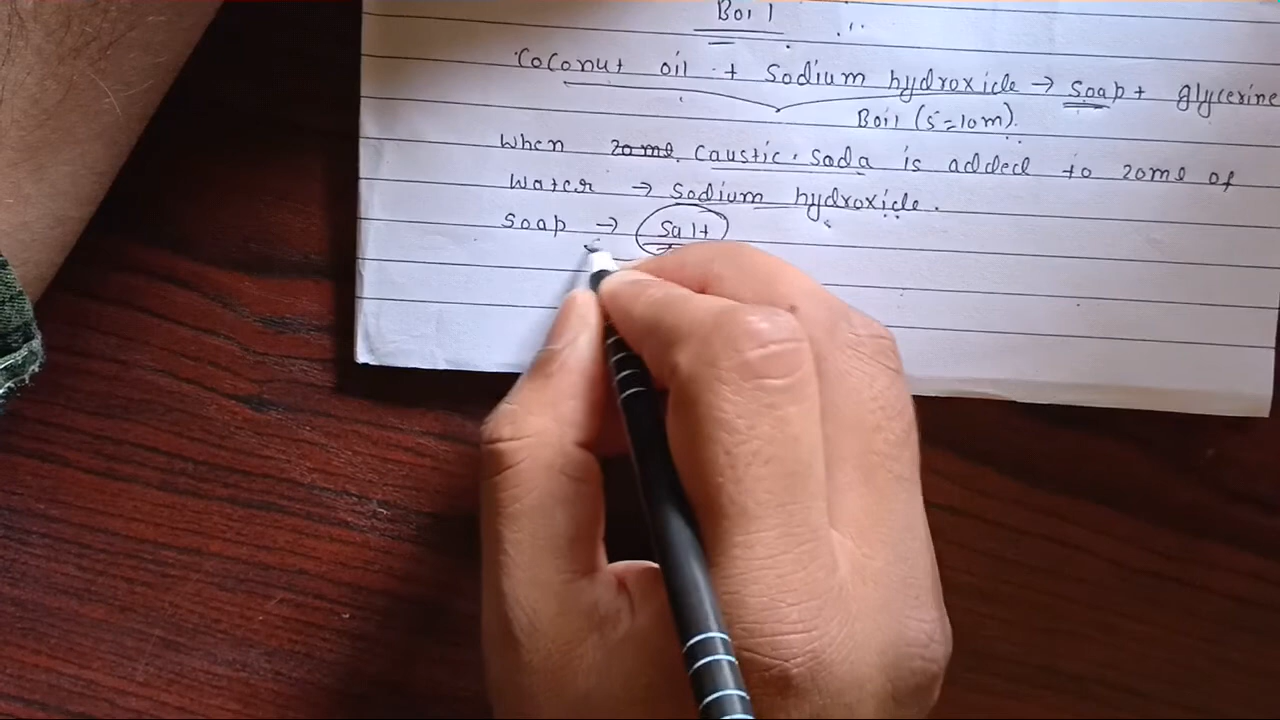 Boil
Coconut oil + Sodium hydroxide → Soap + glycerine
Boil (5-10m).
When 20ml caustic soda is added to 20ml of
Water → Sodium hydroxide.
Soap → Salt